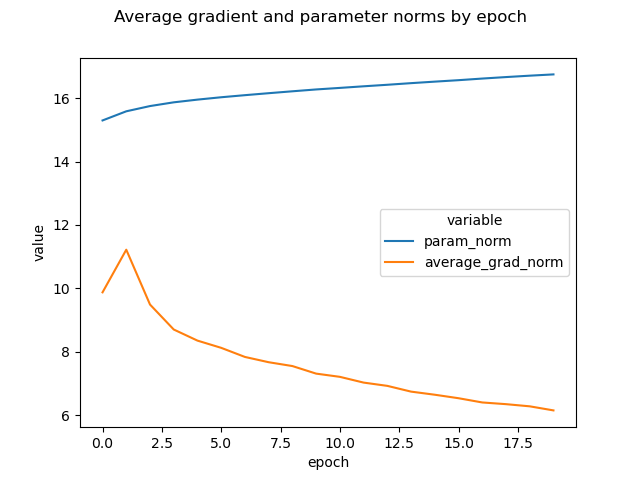 Average gradient and parameter norms by epoch
16
14
12
10
8
6
value
variable
param_norm
average_grad_norm
0.0 2.5 5.0 7.5 10.0 12.5 15.0 17.5
epoch